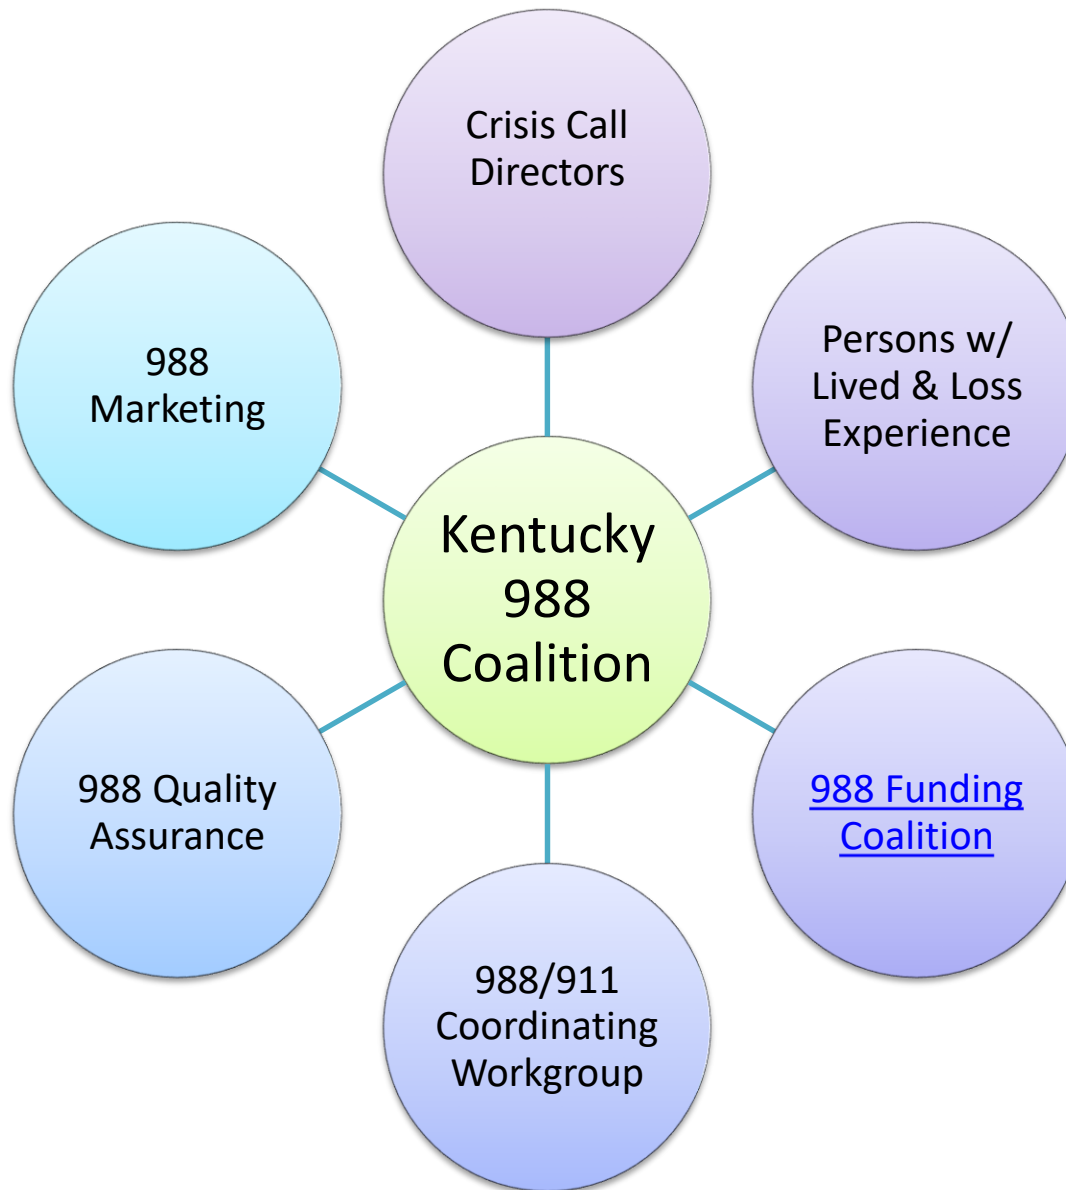 Crisis Call
Directors
Persons w/
Lived & Loss
Experience
988 Funding
Coalition
988/911
Coordinating
Workgroup
988 Quality
Assurance
988
Marketing
Kentucky
988
Coalition